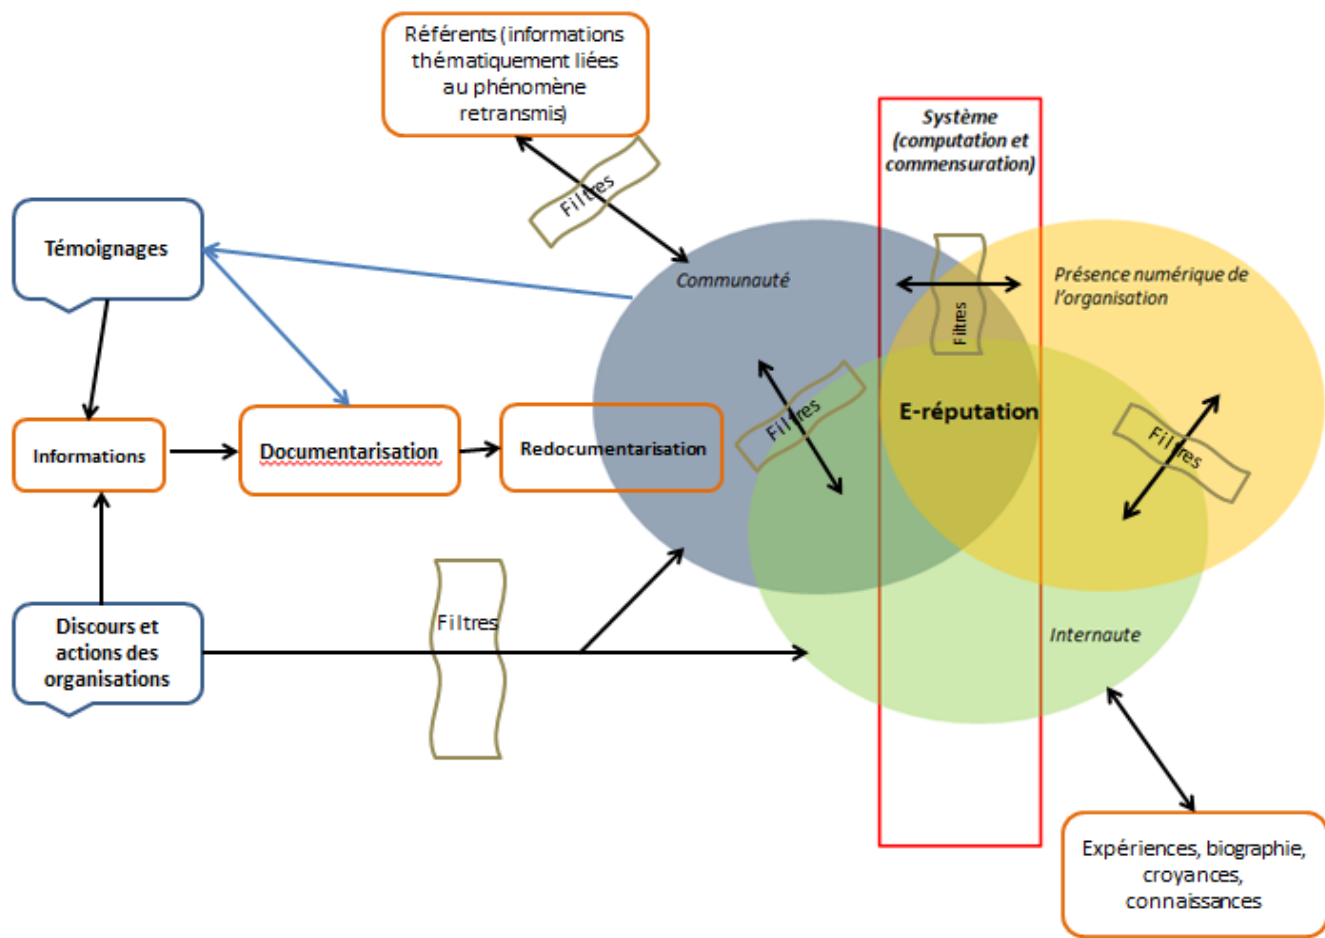 Référents (informations
thématiquement liées
au phénomène
retransmis)
Système
(computation et
commensuration)
Filtres
Témoignages
Communauté
Présence numérique de
l'organisation
Filtres
Filtres
E-réputation
Filtres
Informations
Documentarisation
Redocumentarisation
Discours et
actions des
organisations
Filtres
Internaute
Expériences, biographie,
croyances,
connaissances